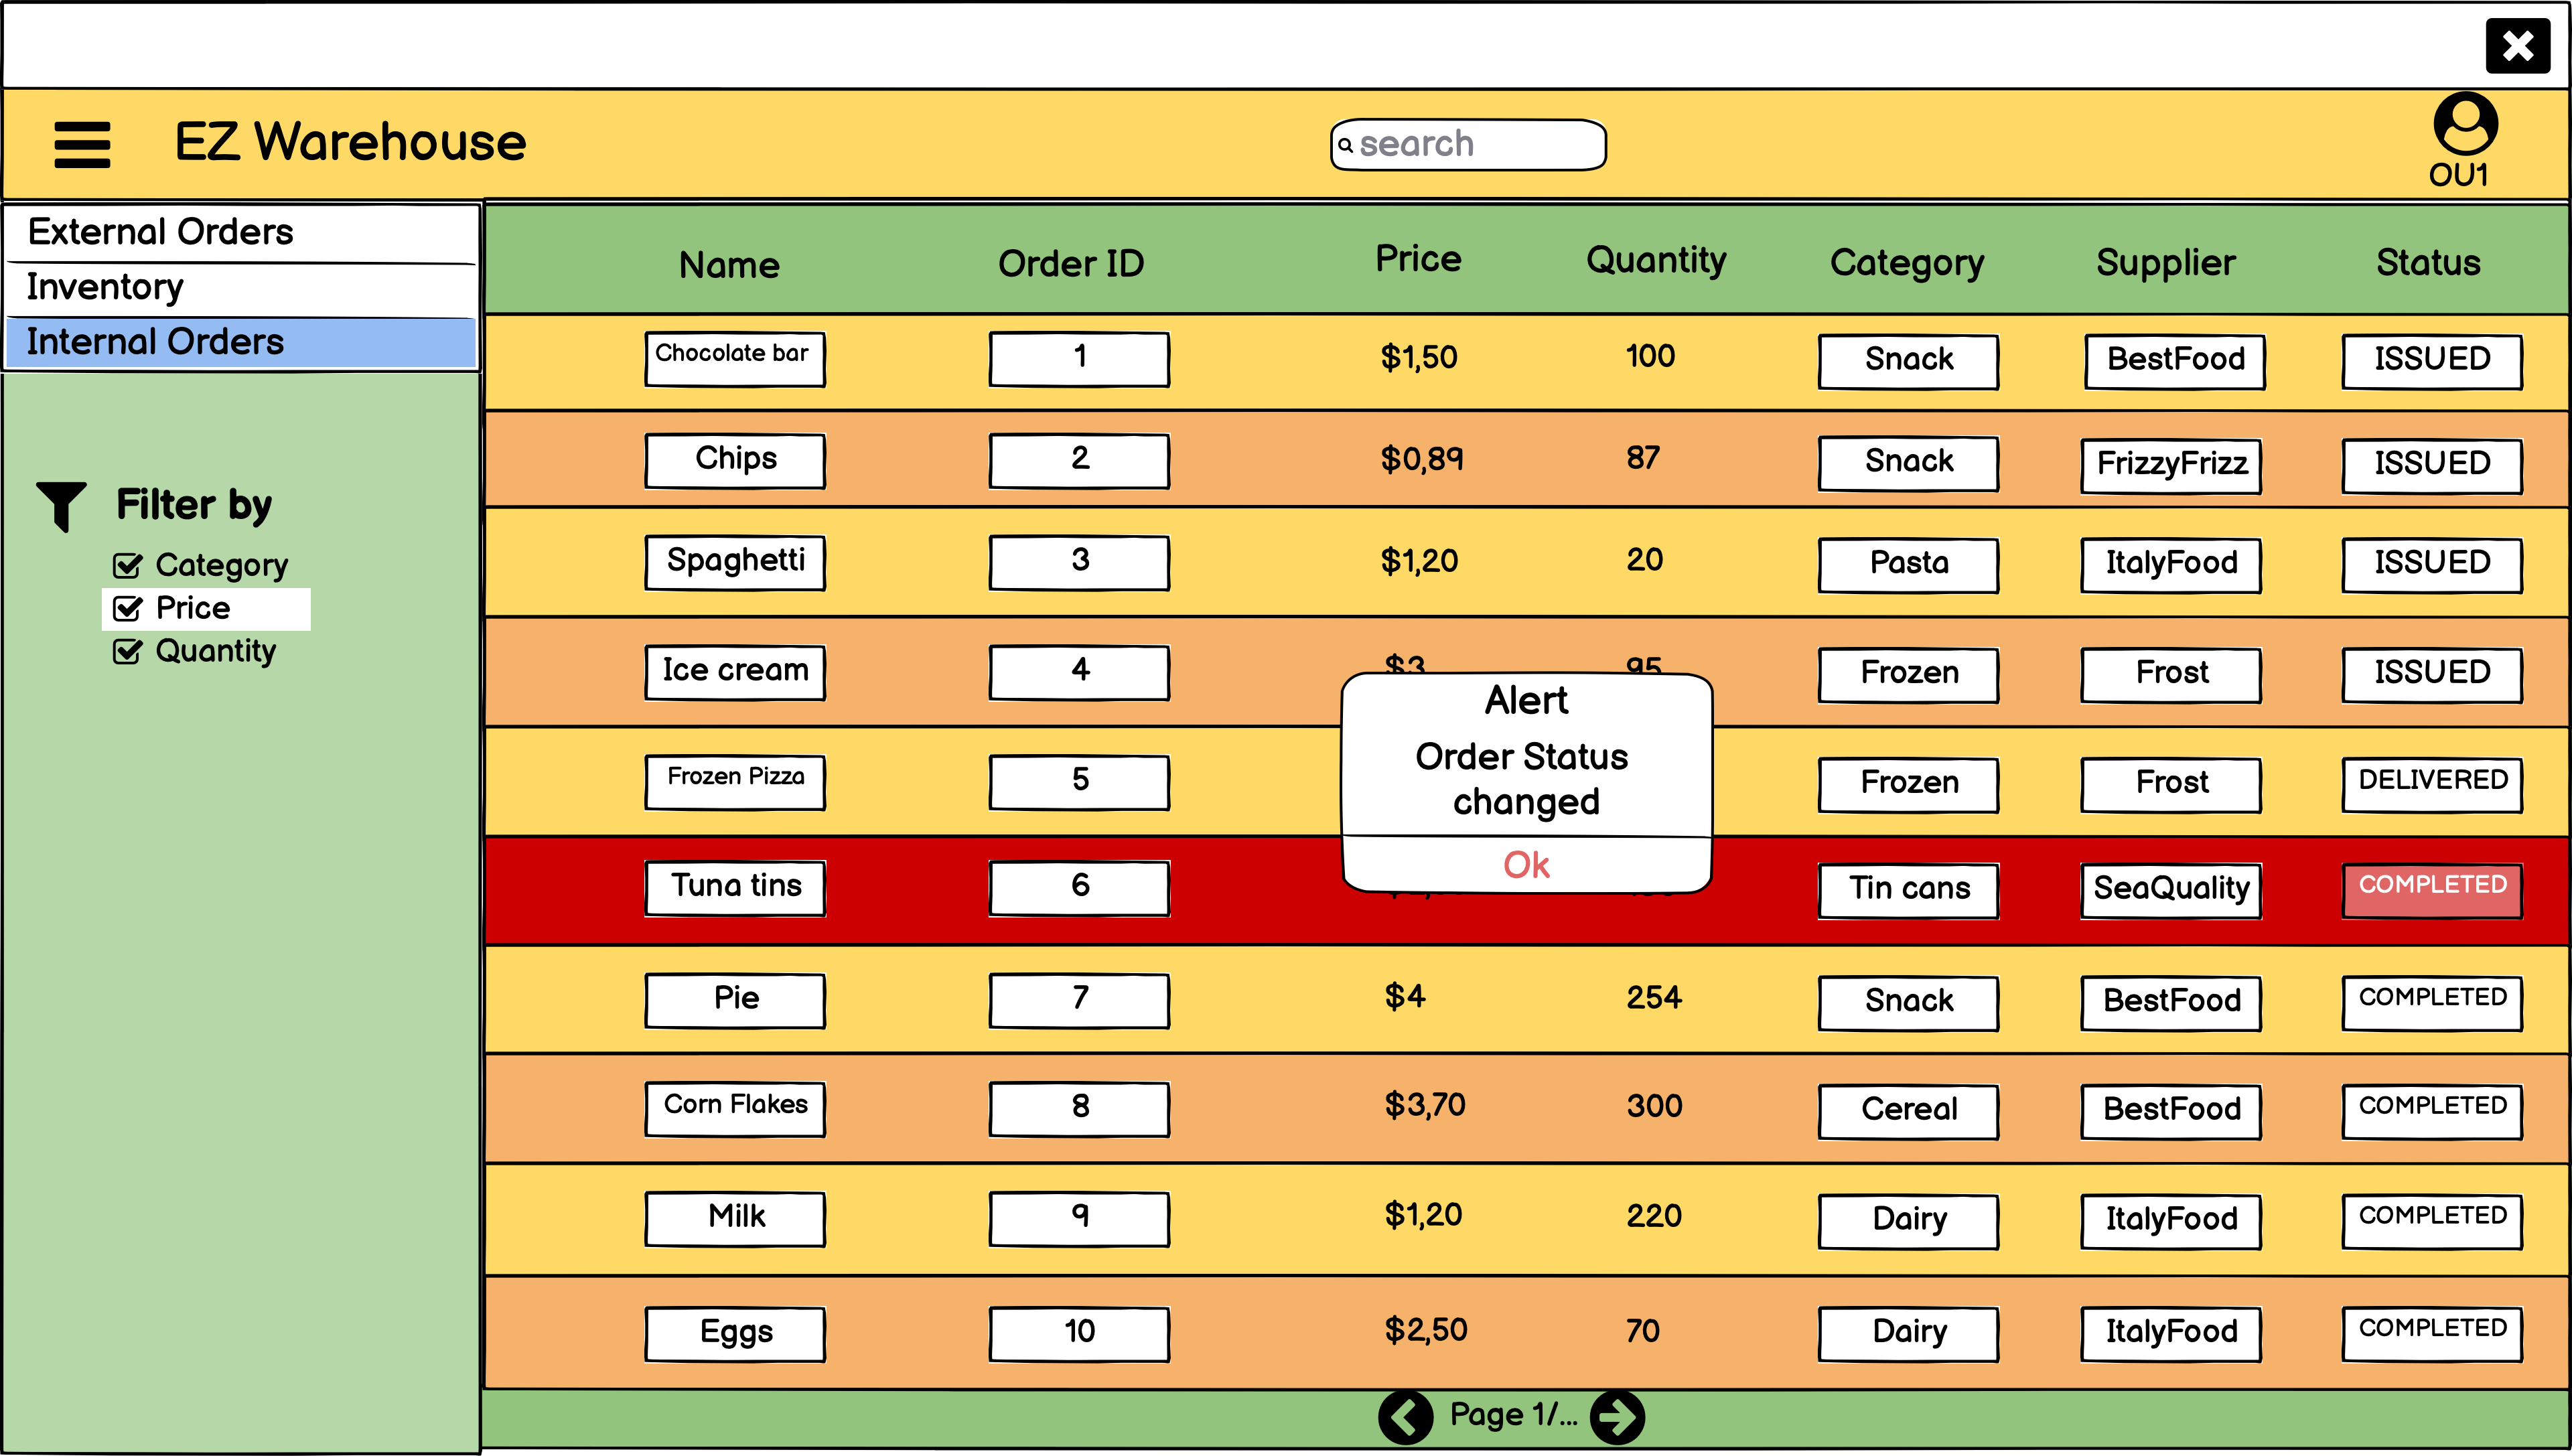 EZ Warehouse
search
OU1
External Orders
Inventory
Internal Orders
Filter by
Category
Price
Quantity
Name Order ID Price Quantity Category Supplier Status
Chocolate bar 1 $1,50 100 Snack BestFood ISSUED
Chips 2 $0,89 87 Snack FrizzyFrizz ISSUED
Spaghetti 3 $1,20 20 Pasta ItalyFood ISSUED
Ice cream 4 $3 95 Frozen Frost ISSUED
Frozen Pizza 5 Frozen Frost DELIVERED
Tuna tins 6 Tin cans SeaQuality COMPLETED
Pie 7 $4 254 Snack BestFood COMPLETED
Corn Flakes 8 $3,70 300 Cereal BestFood COMPLETED
Milk 9 $1,20 220 Dairy ItalyFood COMPLETED
Eggs 10 $2,50 70 Dairy ItalyFood COMPLETED
Alert
Order Status
changed
Ok
Page 1/...